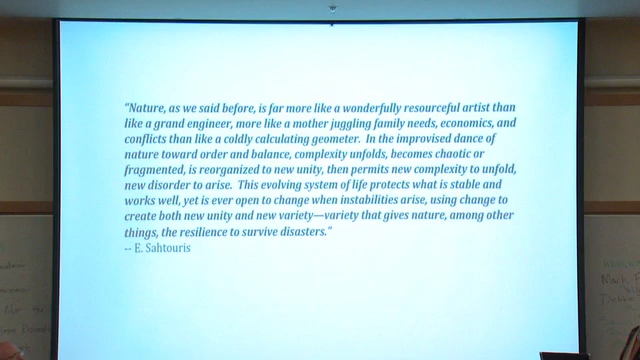 "Nature, as we said before, is far more like a wonderfully resourceful artist than
like a grand engineer, more like a mother juggling family needs, economics, and
conflicts than like a coldly calculating geometer. In the improvised dance of
nature toward order and balance, complexity unfolds, becomes chaotic or
fragmented, is reorganized to new unity, then permits new complexity to unfold,
new disorder to arise. This evolving system of life protects what is stable and
works well, yet is ever open to change when instabilities arise, using change to
create both new unity and new variety—variety that gives nature, among other
things, the resilience to survive disasters."
-- E. Sahtouris
Mark